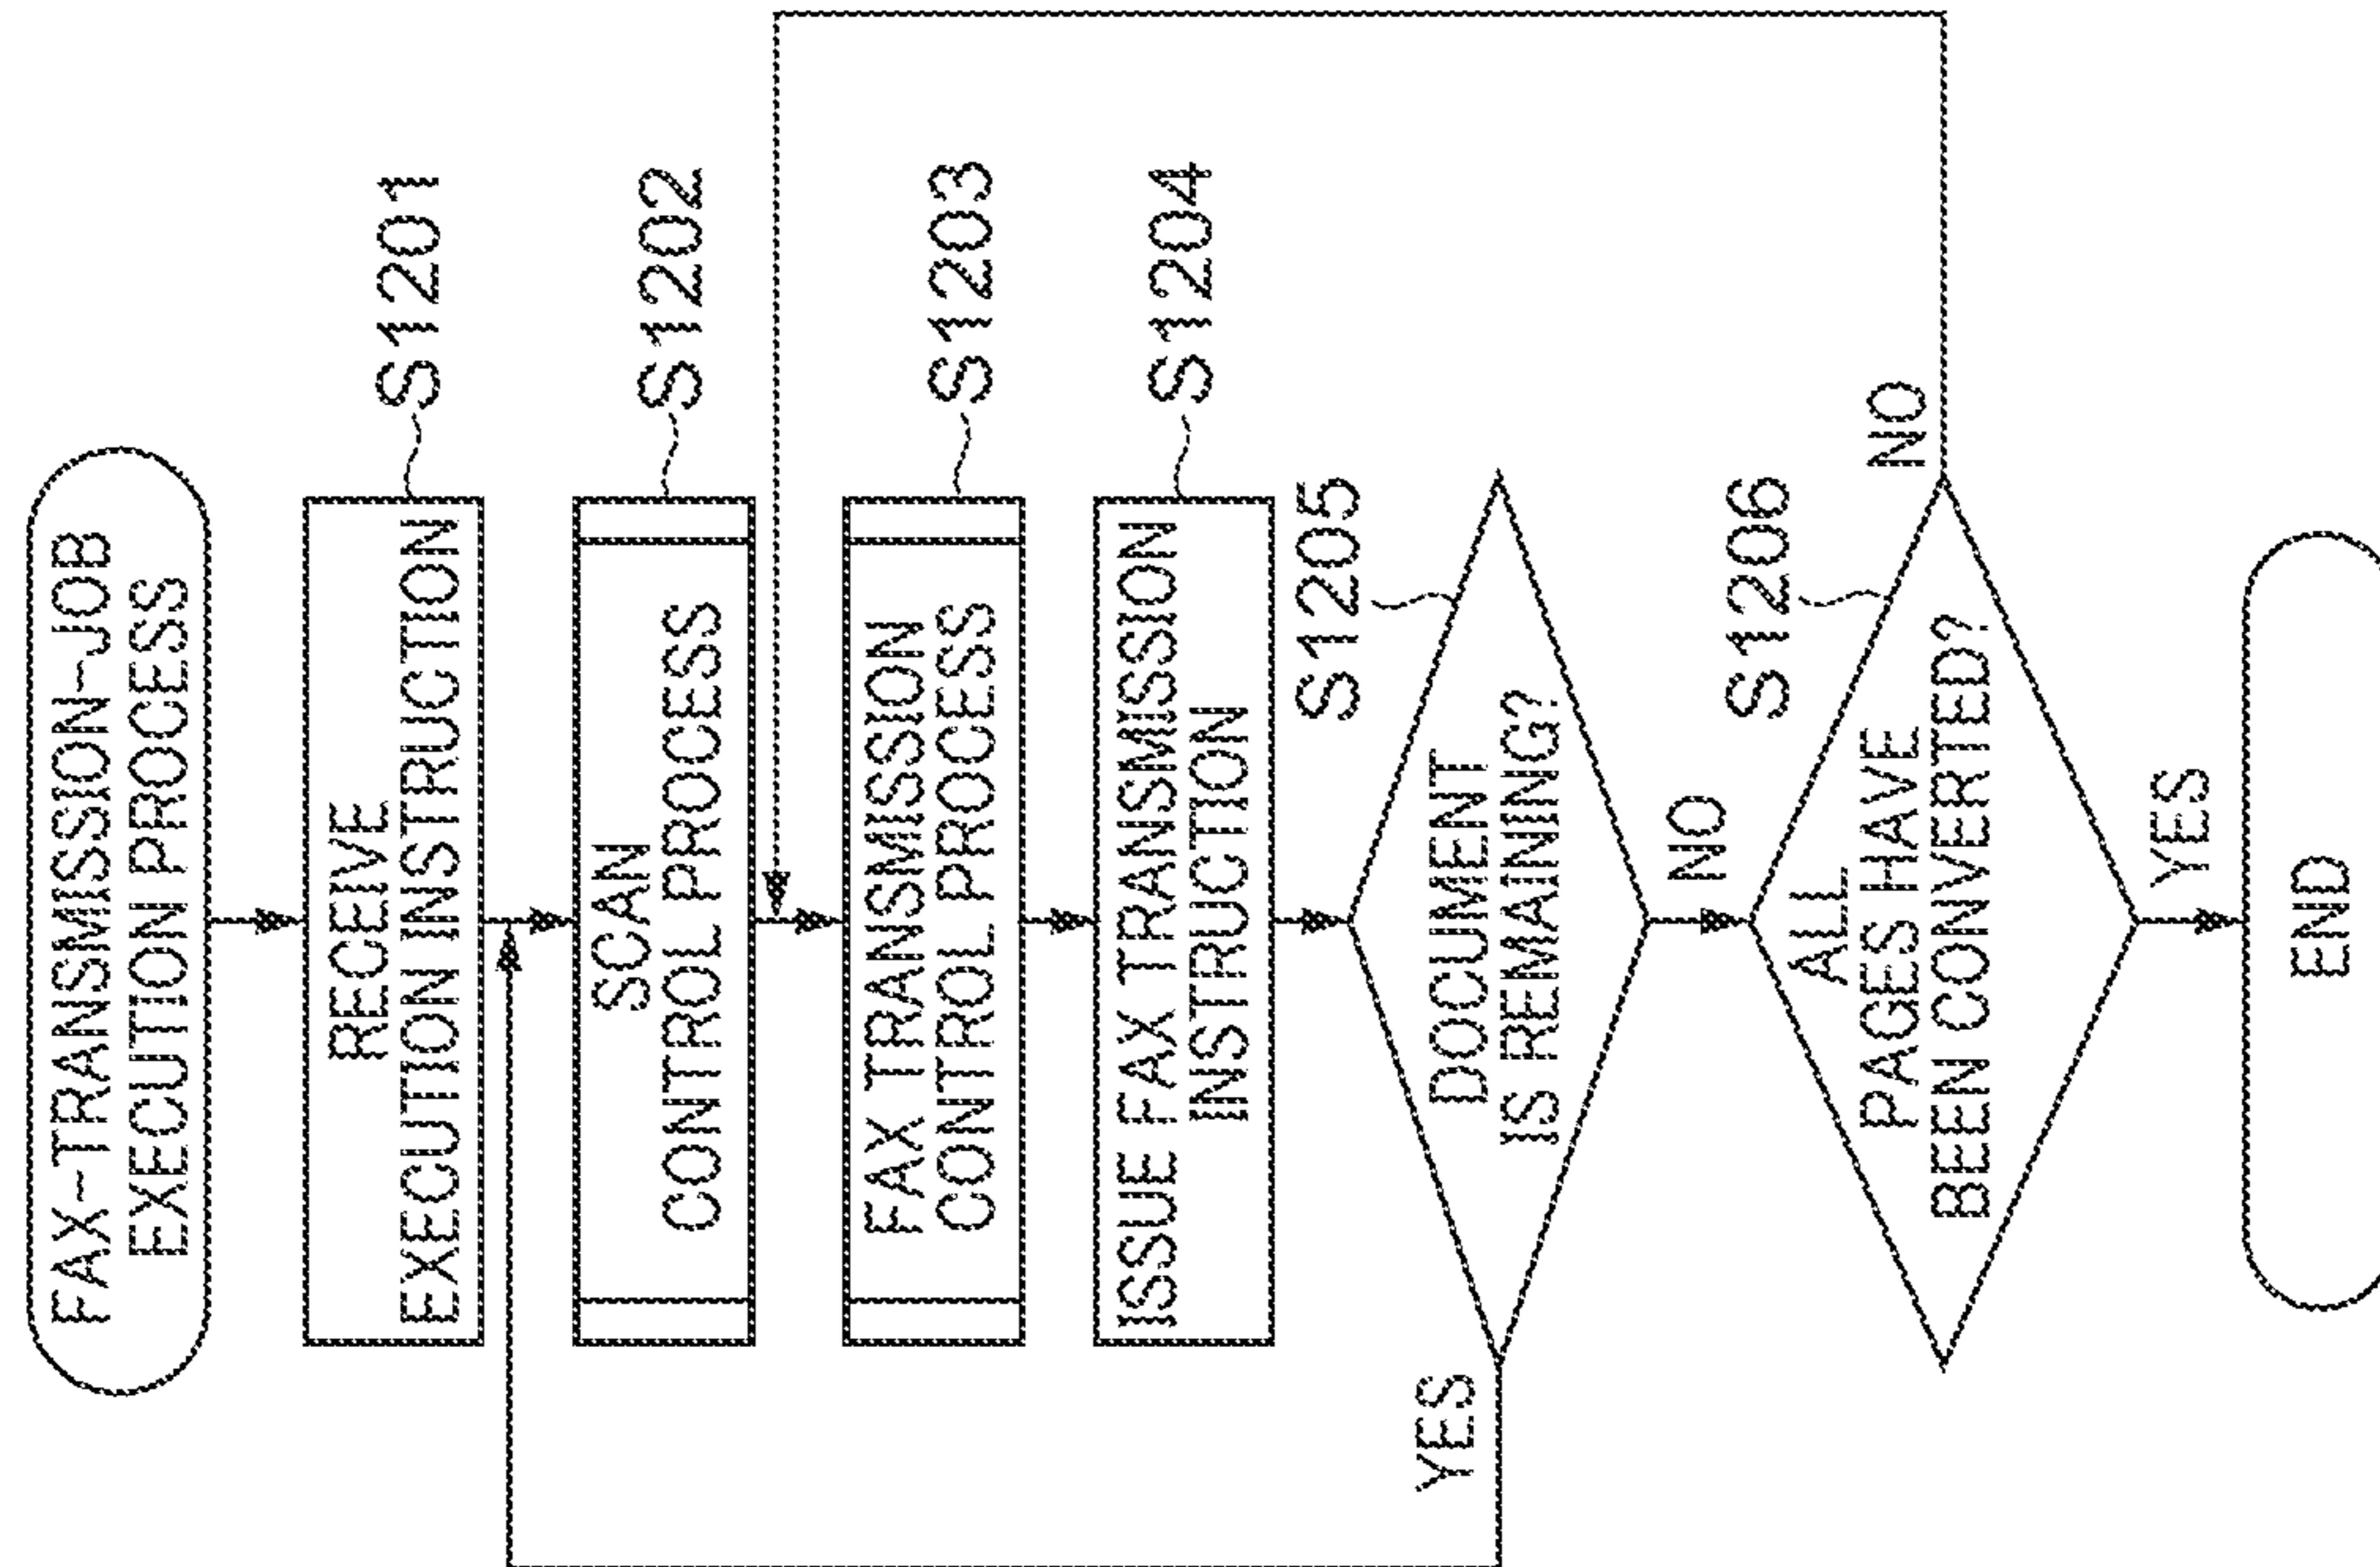 FAX-TRANSMISSION-JOB
EXECUTION PROCESS
RECEIVE
EXECUTION INSTRUCTION
S1201
SCAN
CONTROL PROCESS
S1202
FAX TRANSMISSION
CONTROL PROCESS
S1203
ISSUE FAX TRANSMISSION
INSTRUCTION
S1204
S1205
DOCUMENT
IS REMAINING?
YES
NO
S1206
ALL
PAGES HAVE
BEEN CONVERTED?
NO
YES
END